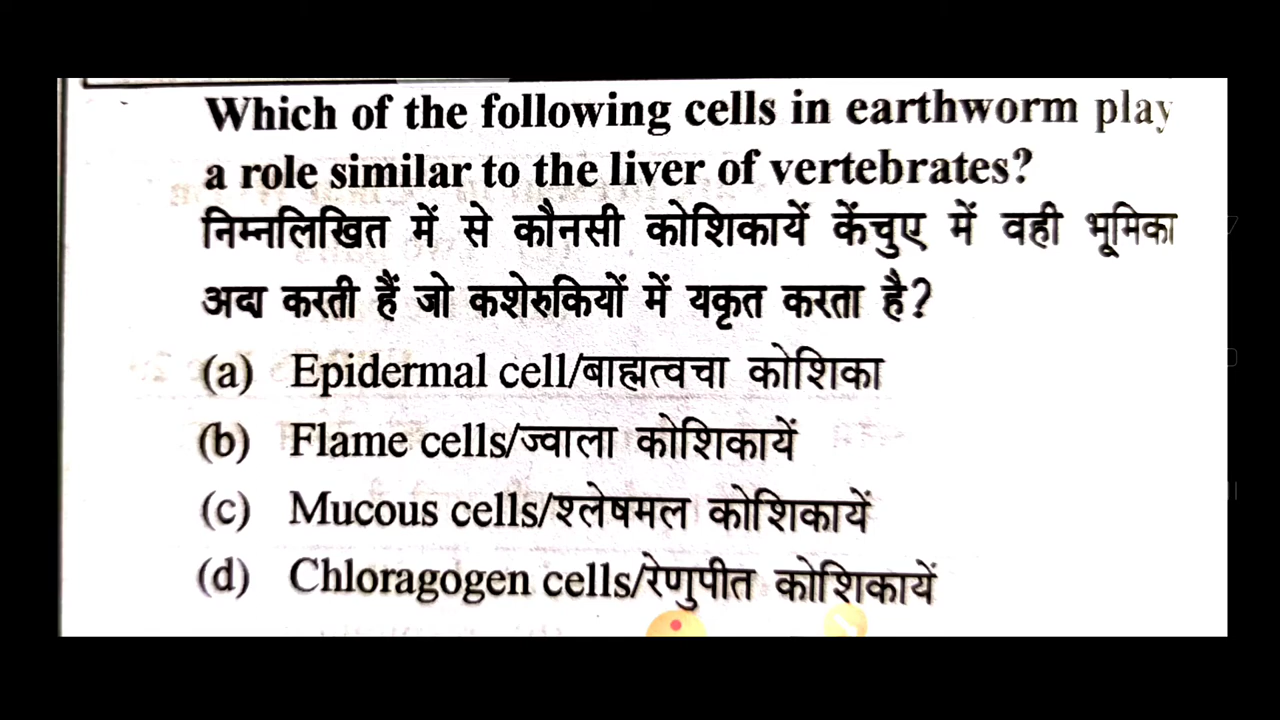 Which of the following cells in earthworm play
a role similar to the liver of vertebrates?
निम्नलिखित में से कौनसी कोशिकायें केंचुए में वही भूमिका
अदा करती हैं जो कशेरुकियों में यकृत करता है?
(a) Epidermal cell/बाह्मत्वचा कोशिका
(b) Flame cells/ज्वाला कोशिकायें
(c) Mucous cells/श्लेषमल कोशिकायें
(d) Chloragogen cells/रेणुपीत कोशिकायें